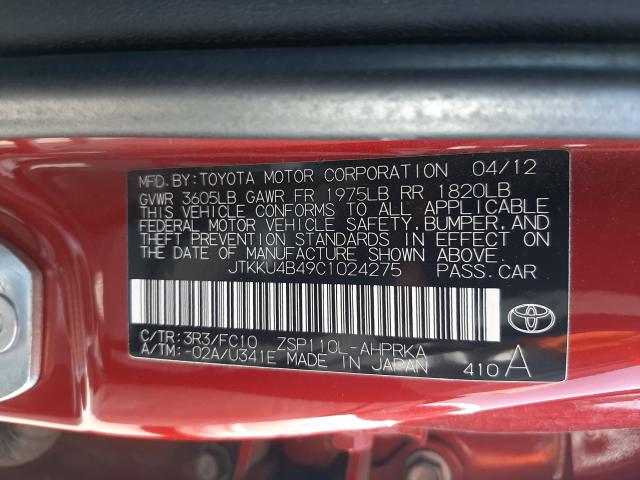 MFD. BY: TOYOTA MOTOR CORPORATION 04/12
GVWR 3605LB GAWR FR 1975LB RR 1820LB
THIS VEHICLE CONFORMS TO ALL APPLICABLE
FEDERAL MOTOR VEHICLE SAFETY, BUMPER, AND
THEFT PREVENTION STANDARDS IN EFFECT ON
THE DATE OF MANUFACTURE SHOWN ABOVE.
JTKKU4B49C1024275 PASS. CAR
C/TR: 3R3/FC10 ZSP110L-AHPRKA
A/TM: -02A/U341E MADE IN JAPAN 410 A